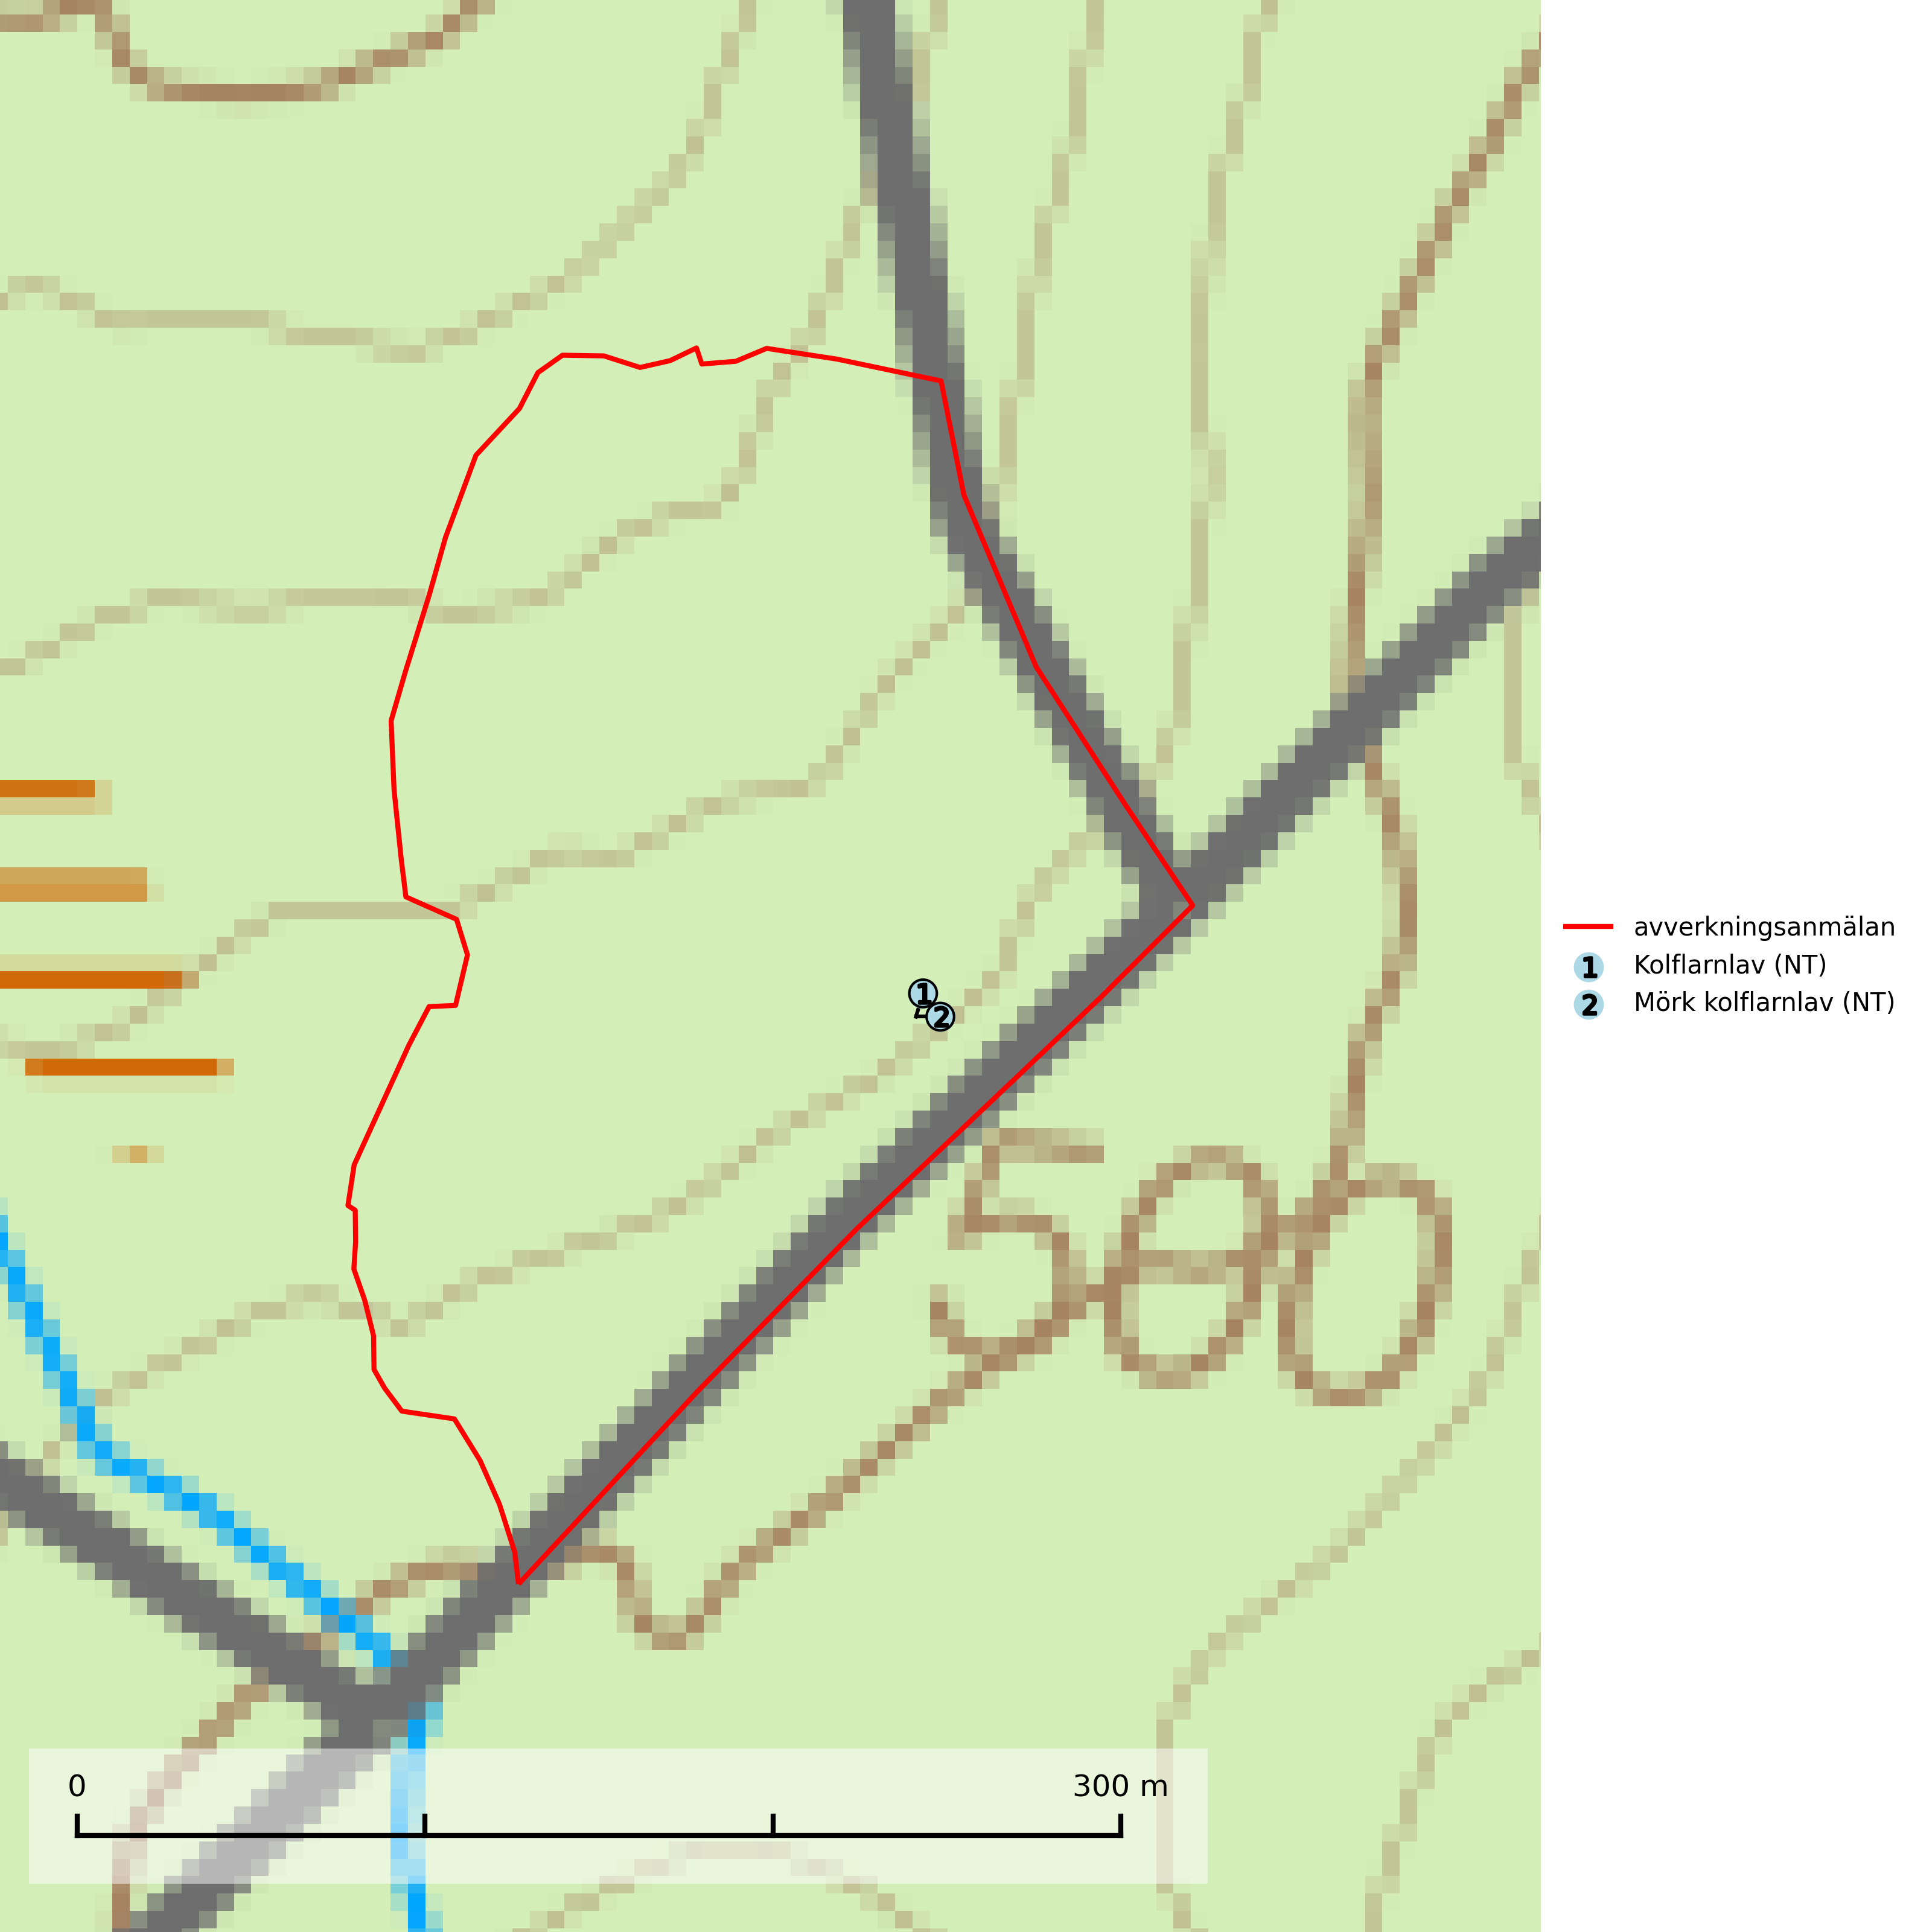 1
2
580
0 300 m
avverkningsanmälan
1 Kolflarnlav (NT)
2 Mörk kolflarnlav (NT)